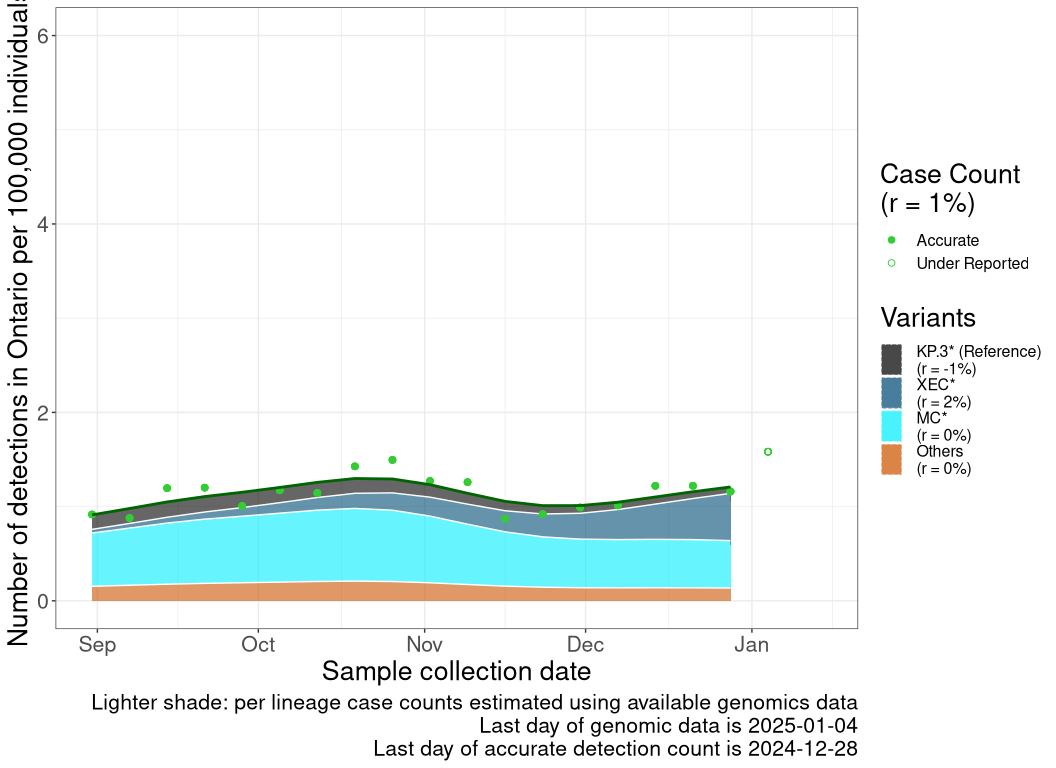 Number of detections in Ontario per 100,000 individuals
6
4
2
0
Sep
Oct
Nov
Dec
Jan
Sample collection date
Lighter shade: per lineage case counts estimated using available genomics data
Last day of genomic data is 2025-01-04
Last day of accurate detection count is 2024-12-28
Case Count
(r = 1%)
Accurate
Under Reported
Variants
KP.3* (Reference)
(r = -1%)
XEC*
(r = 2%)
MC*
(r = 0%)
Others
(r = 0%)